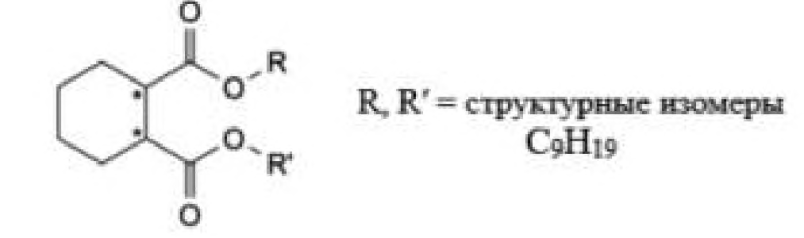 O
R
O
R, R' = структурные изомеры
C₉H₁₉
O
R'
O